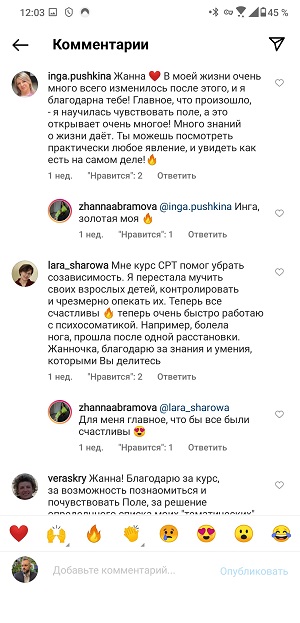 12:03
45 %
Комментарии
inga.pushkina Жанна ❤️ В моей жизни очень
много всего изменилось после этого, и я
благодарна тебе! Главное, что произошло,
- я научилась чувствовать поле, а это
открывает очень многое! Много знаний
о жизни даёт. Ты можешь посмотреть
практически любое явление, и увидеть как
есть на самом деле!🔥
1 нед. "Нравится": 2 Ответить
zhannaabramova @inga.pushkina Инга,
золотая моя 🔥
1 нед. "Нравится": 1 Ответить
lara_sharowa Мне курс СРТ помог убрать
созависимость. Я перестала мучить
своих взрослых детей, контролировать
и чрезмерно опекать их. Теперь все
счастливы 🔥 теперь очень быстро работаю
с психосоматикой. Например, болела
нога, прошла после одной расстановки.
Жанночка, благодарю за знания и умения,
которыми Вы делитесь
1 нед. "Нравится": 2 Ответить
zhannaabramova @lara_sharowa
Для меня главное, что бы все были
счастливы 😍
1 нед. "Нравится": 1 Ответить
veraskry Жанна! Благодарю за курс,
за возможность познаомиться и
почувствовать Поле, за решение
определенного списка моих "тематических"
❤️ 🙌 🔥 👏 😢 😍 😮 😂
Добавьте комментарий... Опубликовать